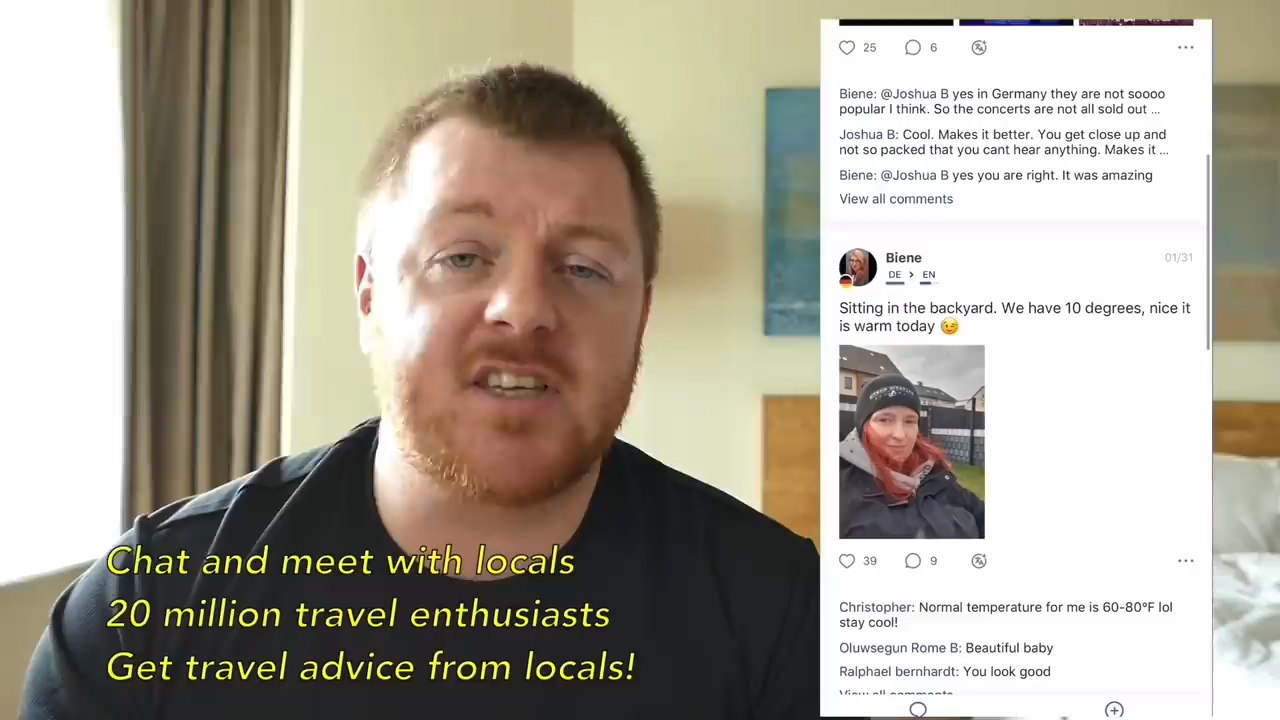 25 6
Biene: @Joshua B yes in Germany they are not soooo
popular I think. So the concerts are not all sold out ...
Joshua B: Cool. Makes it better. You get close up and
not so packed that you cant hear anything. Makes it ...
Biene: @Joshua B yes you are right. It was amazing
View all comments
Biene 01/31
DE > EN
Sitting in the backyard. We have 10 degrees, nice it
is warm today 😉
39 9
Christopher: Normal temperature for me is 60-80°F lol
stay cool!
Oluwsegun Rome B: Beautiful baby
Ralphael bernhardt: You look good
View all comments
Chat and meet with locals
20 million travel enthusiasts
Get travel advice from locals!